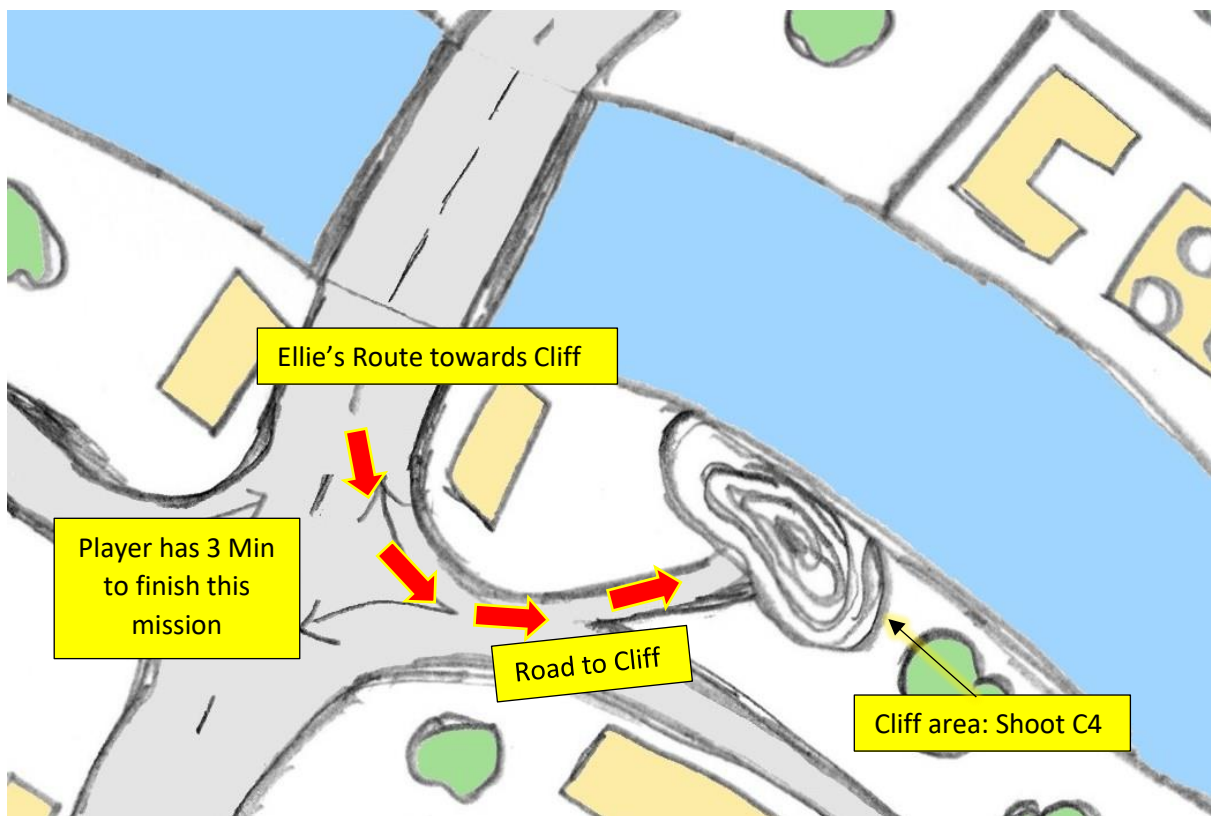 Ellie’s Route towards Cliff
Player has 3 Min
to finish this
mission
Road to Cliff
Cliff area: Shoot C4